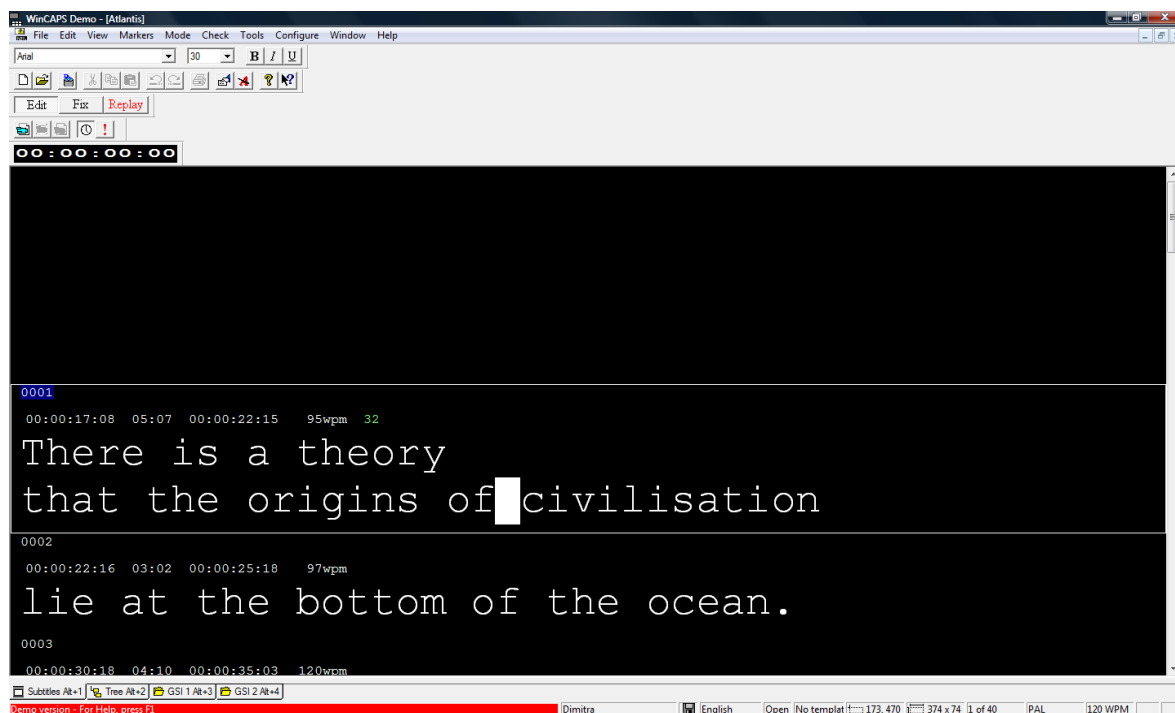 WinCAPS Demo - [Atlantis]
File Edit View Markers Mode Check Tools Configure Window Help
Arial 30 B I U
Edit Fix Replay
00:00:00:00
0001
00:00:17:08 05:07 00:00:22:15 95wpm 32
There is a theory
that the origins of civilisation
0002
00:00:22:16 03:02 00:00:25:18 97wpm
lie at the bottom of the ocean.
0003
00:00:30:18 04:10 00:00:35:03 120wpm
Subtitles Alt+1 Tree Alt+2 GSI 1 Alt+3 GSI 2 Alt+4
Demo version - For Help, press F1 Dimitra English Open No templat 173, 470 374 x 74 1 of 40 PAL 120 WPM